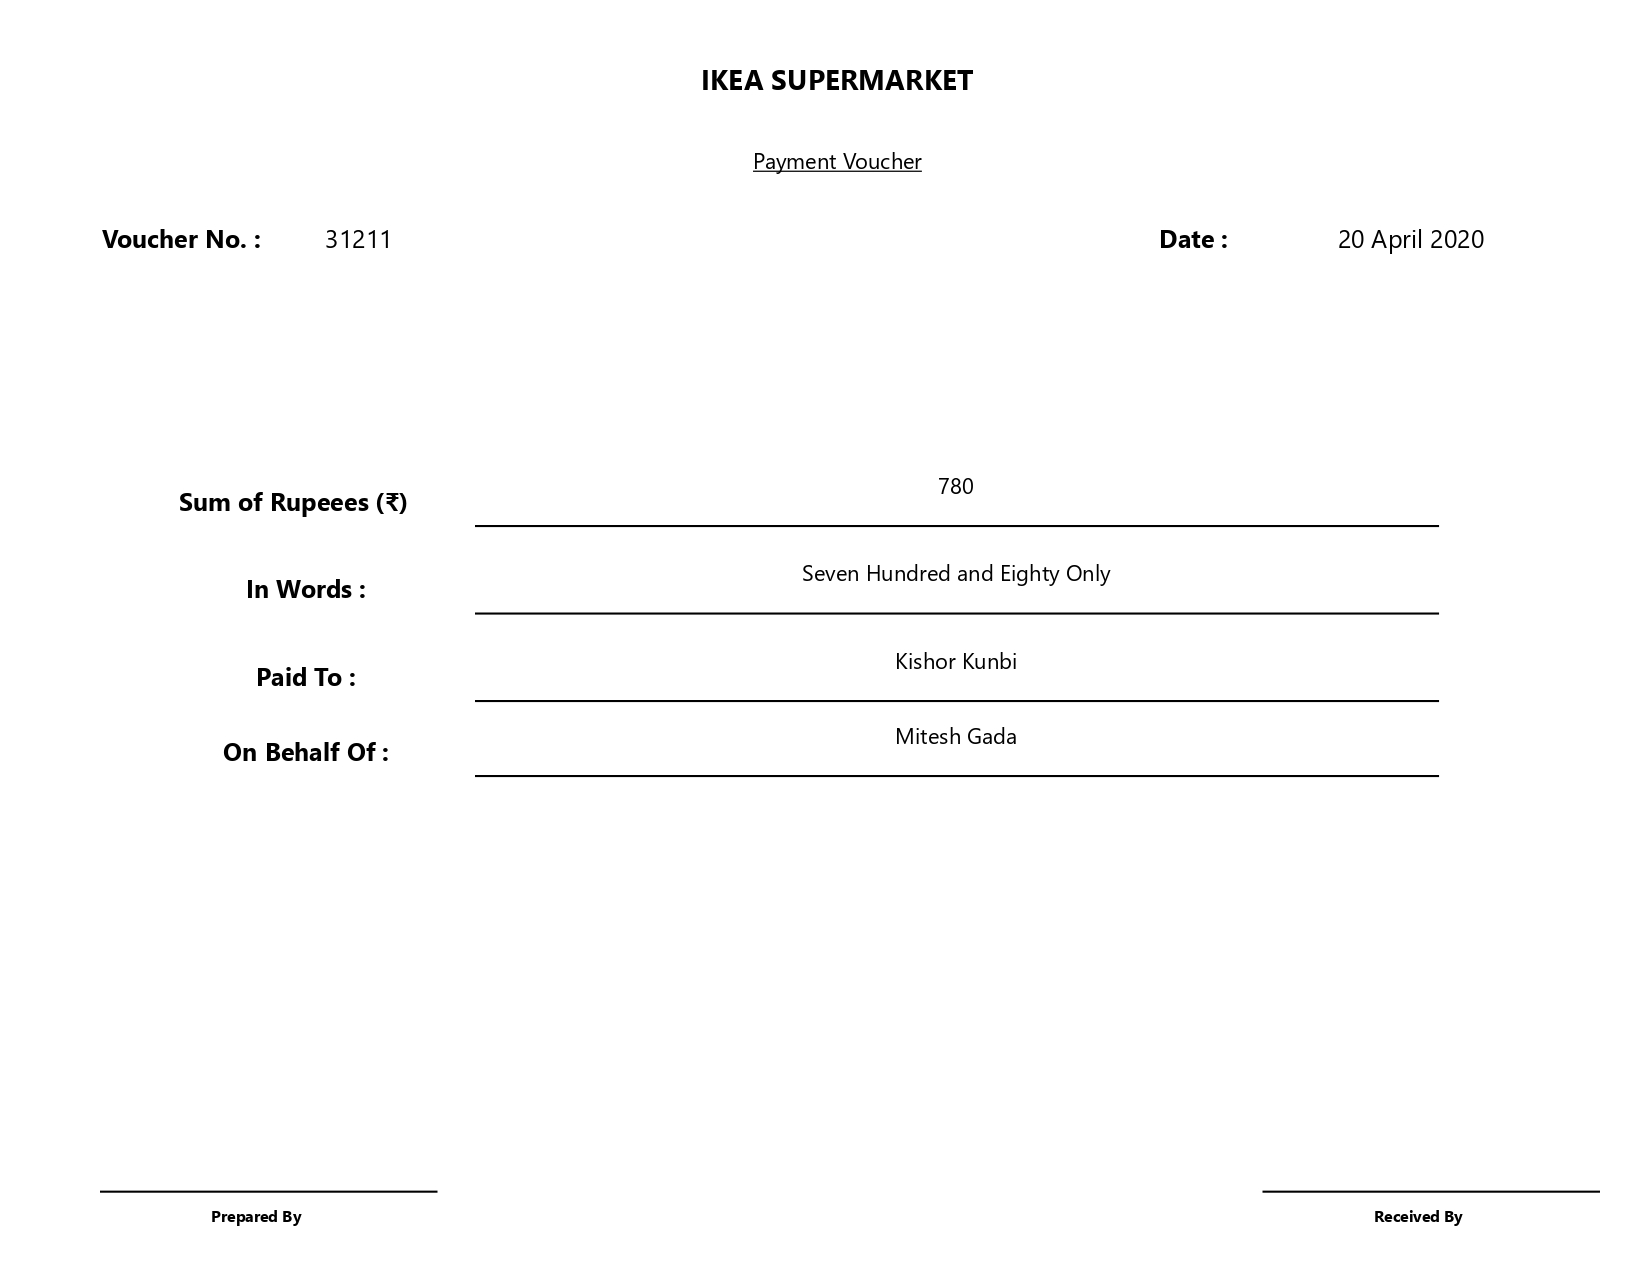 IKEA SUPERMARKET
Payment Voucher
Voucher No. : 31211 Date : 20 April 2020
Sum of Rupeees (₹) 780
In Words : Seven Hundred and Eighty Only
Paid To : Kishor Kunbi
On Behalf Of : Mitesh Gada
Prepared By Received By